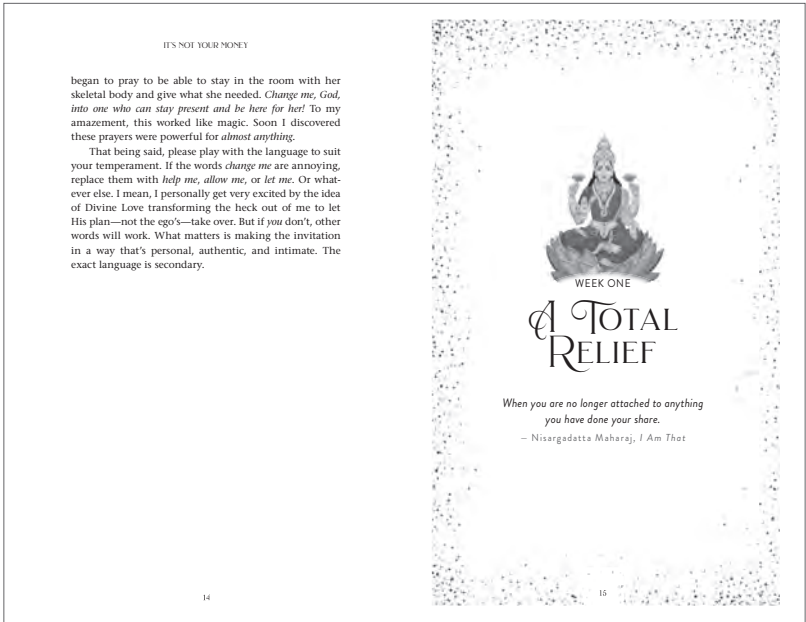 IT'S NOT YOUR MONEY
began to pray to be able to stay in the room with her
skeletal body and give what she needed. Change me, God,
into one who can stay present and be here for her! To my
amazement, this worked like magic. Soon I discovered
these prayers were powerful for almost anything.
That being said, please play with the language to suit
your temperament. If the words change me are annoying,
replace them with help me, allow me, or let me. Or what-
ever else. I mean, I personally get very excited by the idea
of Divine Love transforming the heck out of me to let
His plan—not the ego's—take over. But if you don't, other
words will work. What matters is making the invitation
in a way that's personal, authentic, and intimate. The
exact language is secondary.
14
WEEK ONE
A TOTAL
RELIEF
When you are no longer attached to anything
you have done your share.
— Nisargadatta Maharaj, I Am That
15